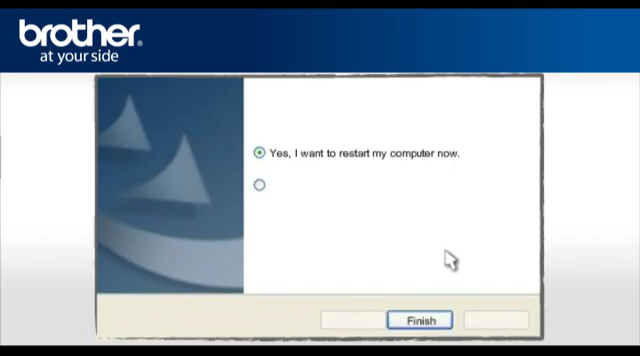 brother®
at your side
Yes, I want to restart my computer now.
Finish